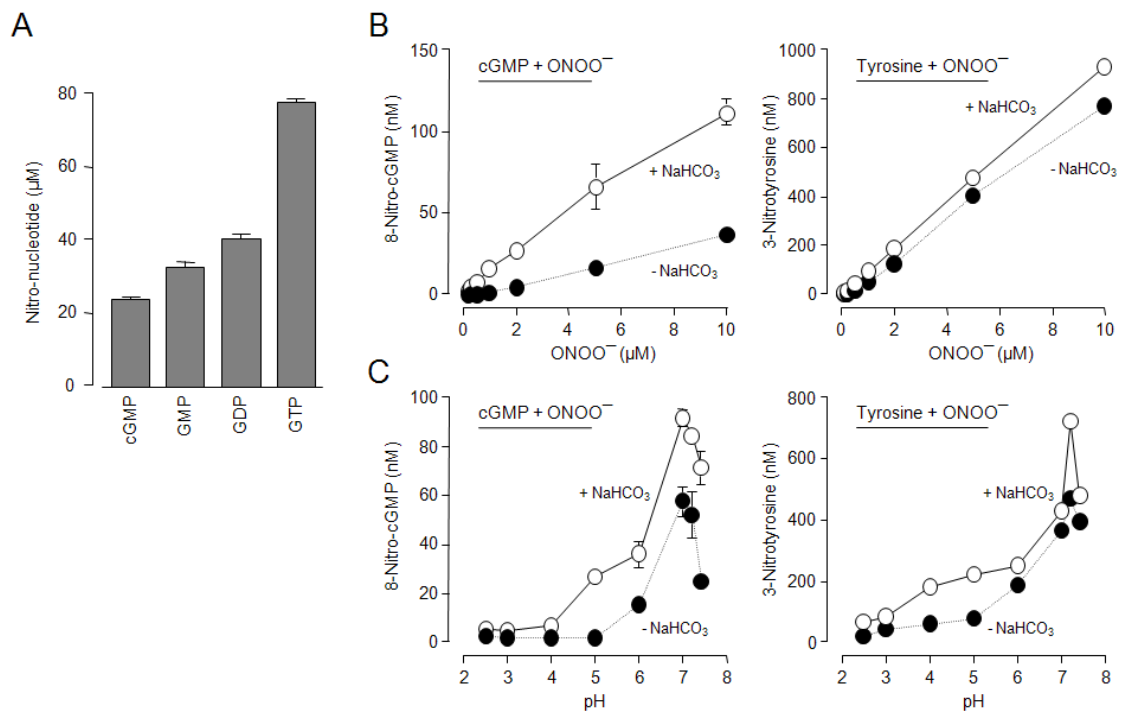 A
Nitro-nucleotide (µM)
80
60
40
20
0
cGMP
GMP
GDP
GTP
B
8-Nitro-cGMP (nM)
150
100
50
0
cGMP + ONOO⁻
+ NaHCO₃
- NaHCO₃
0 2 4 6 8 10
ONOO⁻ (µM)
3-Nitrotyrosine (nM)
1000
800
600
400
200
0
Tyrosine + ONOO⁻
+ NaHCO₃
- NaHCO₃
0 2 4 6 8 10
ONOO⁻ (µM)
C
8-Nitro-cGMP (nM)
100
80
60
40
20
0
cGMP + ONOO⁻
+ NaHCO₃
- NaHCO₃
2 3 4 5 6 7 8
pH
3-Nitrotyrosine (nM)
800
600
400
200
0
Tyrosine + ONOO⁻
+ NaHCO₃
- NaHCO₃
2 3 4 5 6 7 8
pH